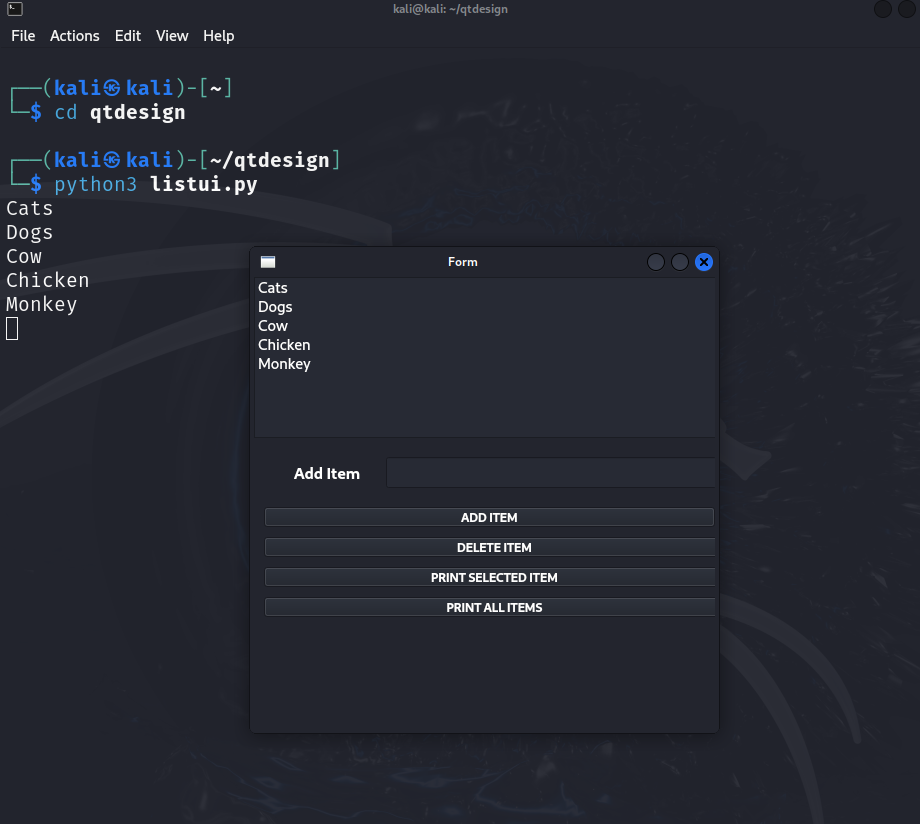 kali@kali: ~/qtdesign
File Actions Edit View Help
┌──(kali㉿kali)-[~]
└─$ cd qtdesign
┌──(kali㉿kali)-[~/qtdesign]
└─$ python3 listui.py
Cats
Dogs
Cow
Chicken
Monkey
Form
Cats
Dogs
Cow
Chicken
Monkey
Add Item
ADD ITEM
DELETE ITEM
PRINT SELECTED ITEM
PRINT ALL ITEMS